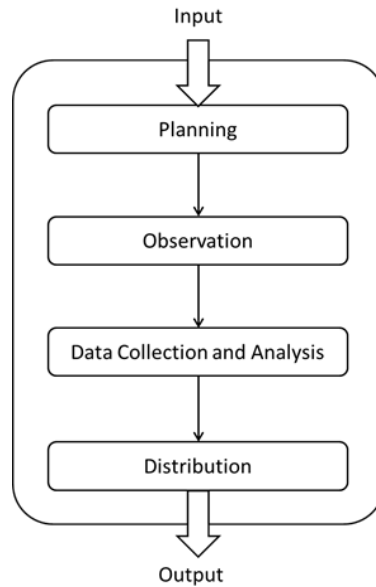 Input
Planning
Observation
Data Collection and Analysis
Distribution
Output